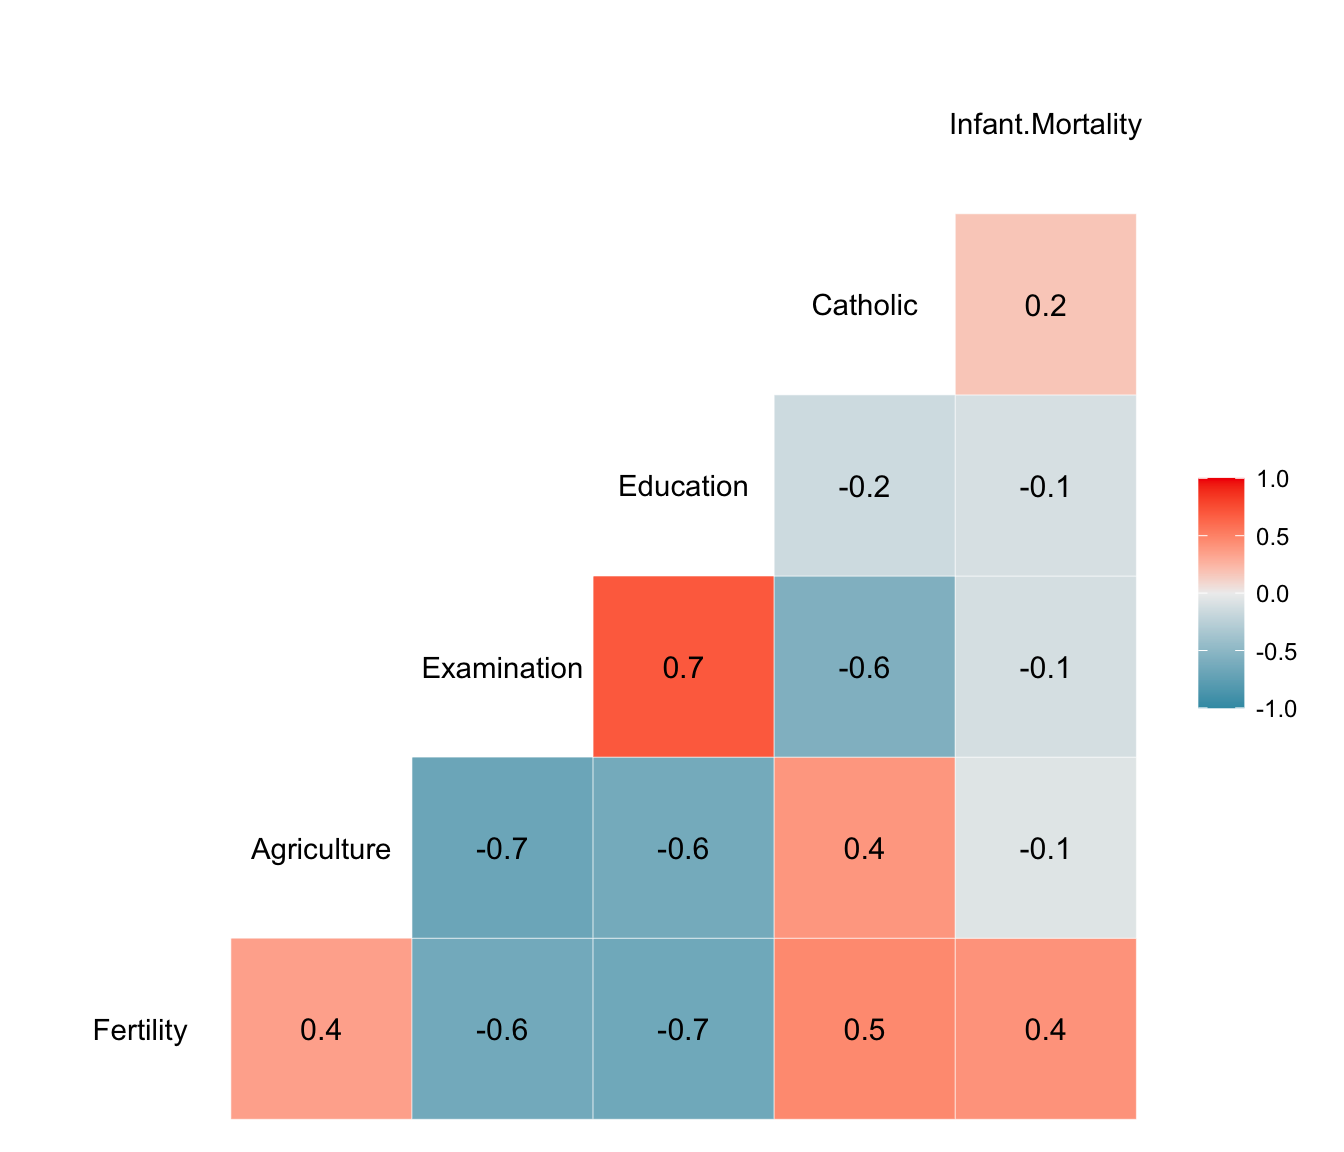 Infant.Mortality
Catholic 0.2
Education -0.2 -0.1
Examination 0.7 -0.6 -0.1
Agriculture -0.7 -0.6 0.4 -0.1
Fertility 0.4 -0.6 -0.7 0.5 0.4
1.0
0.5
0.0
-0.5
-1.0